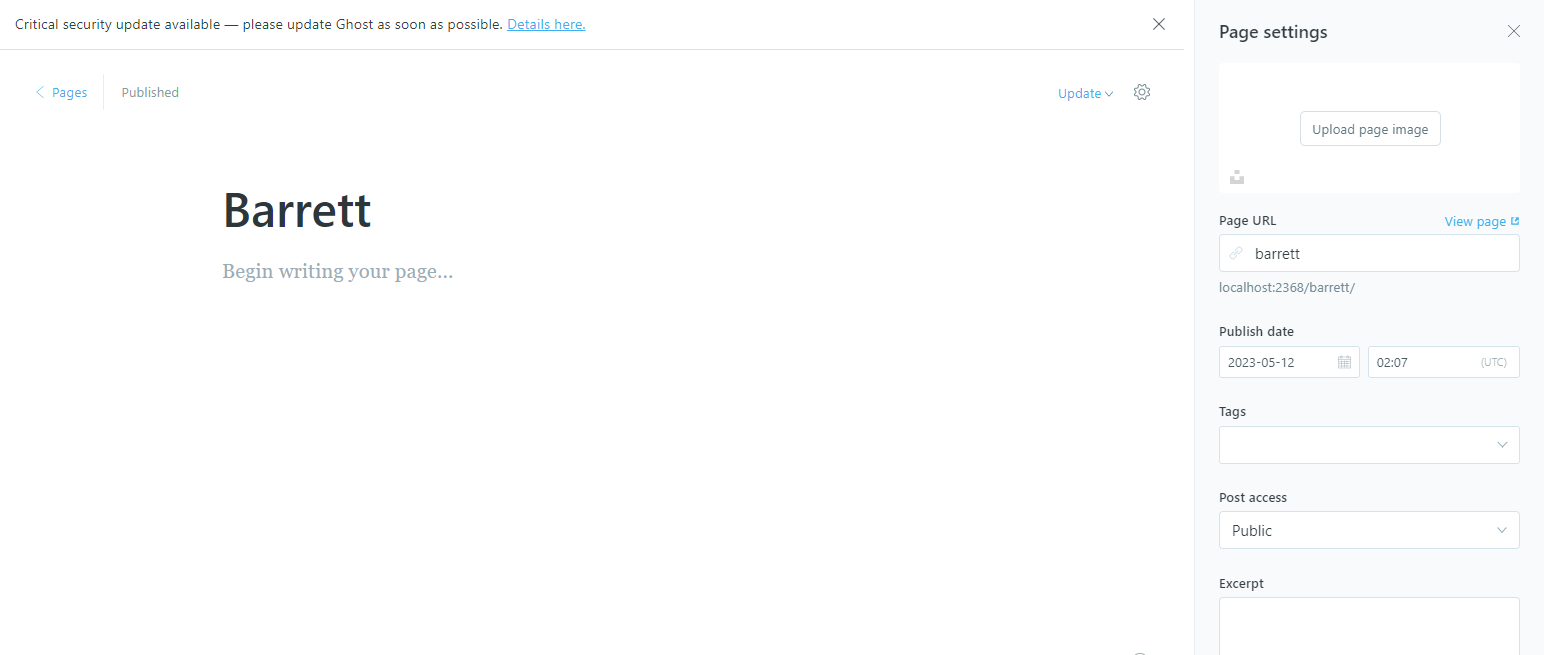 Critical security update available — please update Ghost as soon as possible. Details here.
Pages
Published
Update
Barrett
Begin writing your page...
Page settings
Upload page image
Page URL
View page
barrett
localhost:2368/barrett/
Publish date
2023-05-12
02:07
(UTC)
Tags
Post access
Public
Excerpt